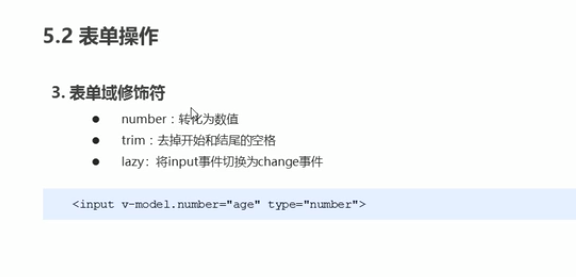 5.2 表单操作
3. 表单域修饰符
● number：转化为数值
● trim：去掉开始和结尾的空格
● lazy：将input事件切换为change事件
<input v-model.number="age" type="number">